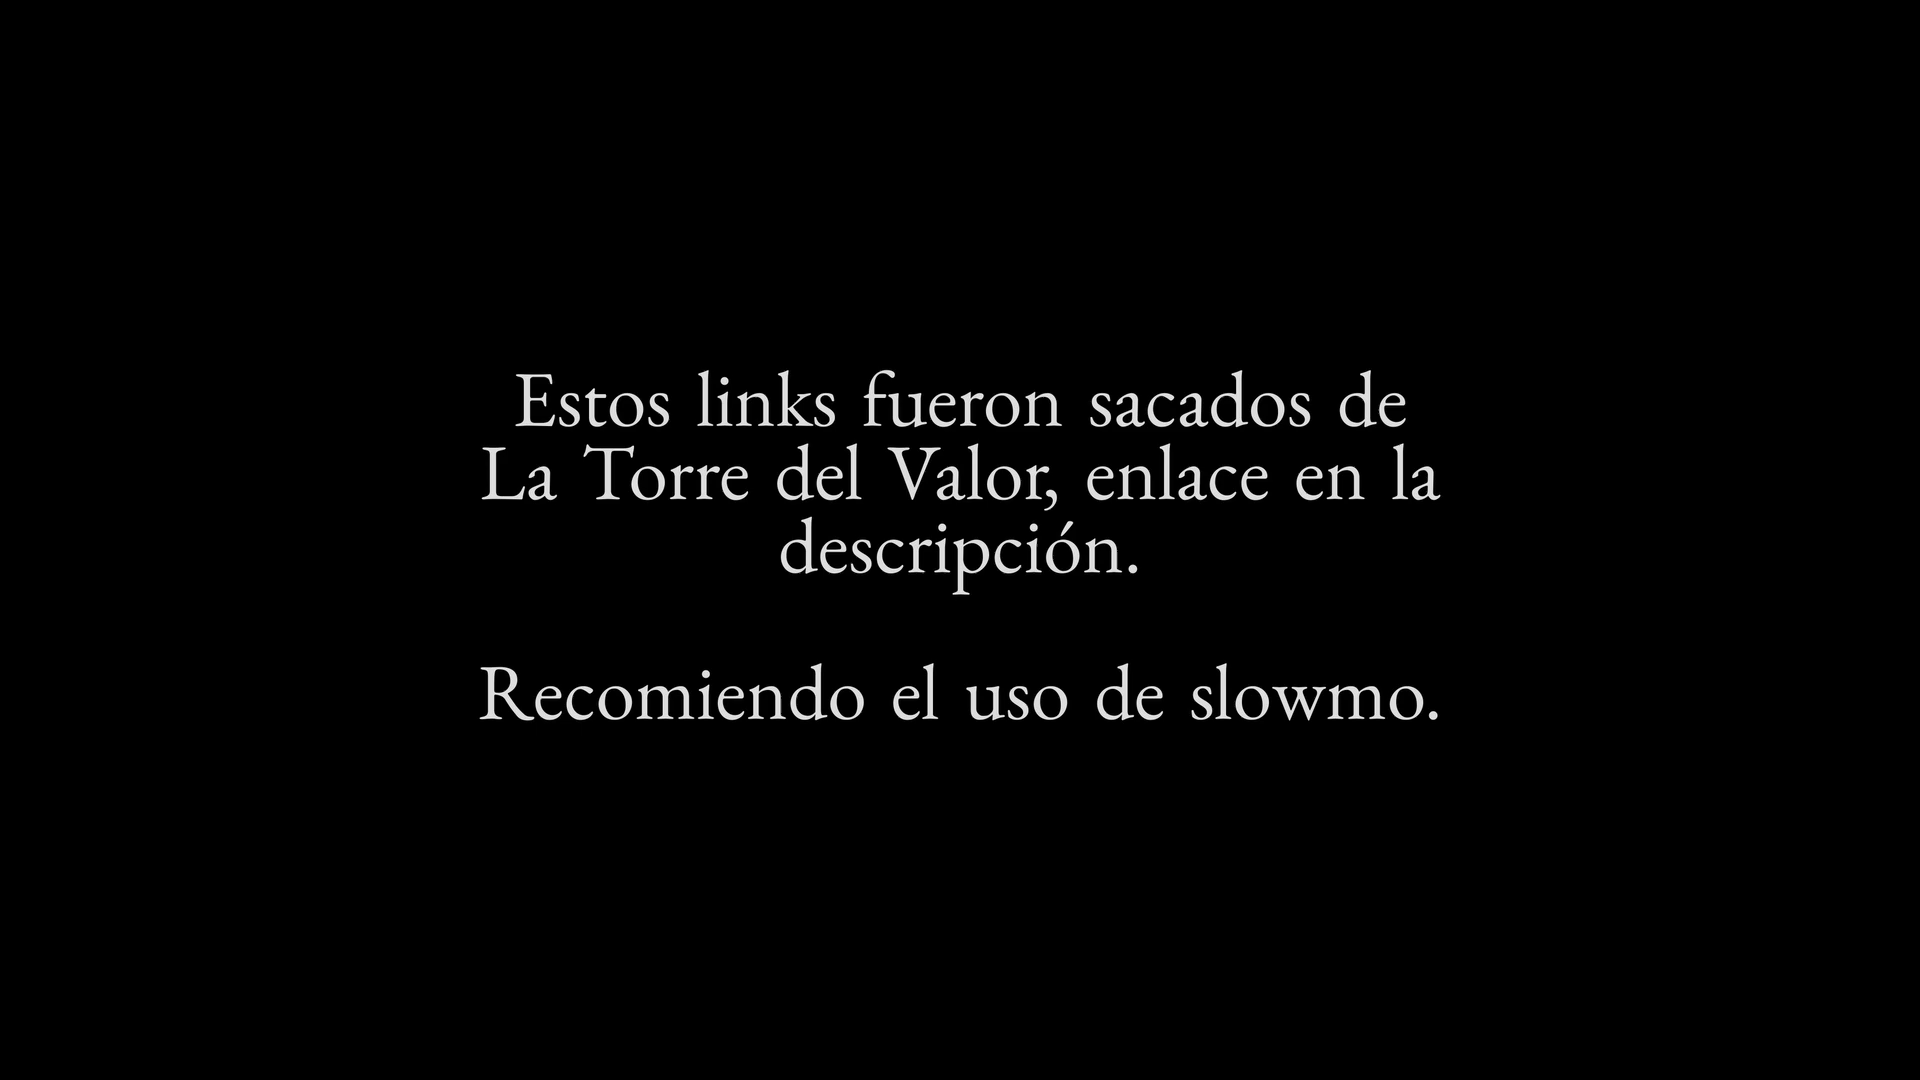 Estos links fueron sacados de
La Torre del Valor, enlace en la
descripción.
Recomiendo el uso de slowmo.